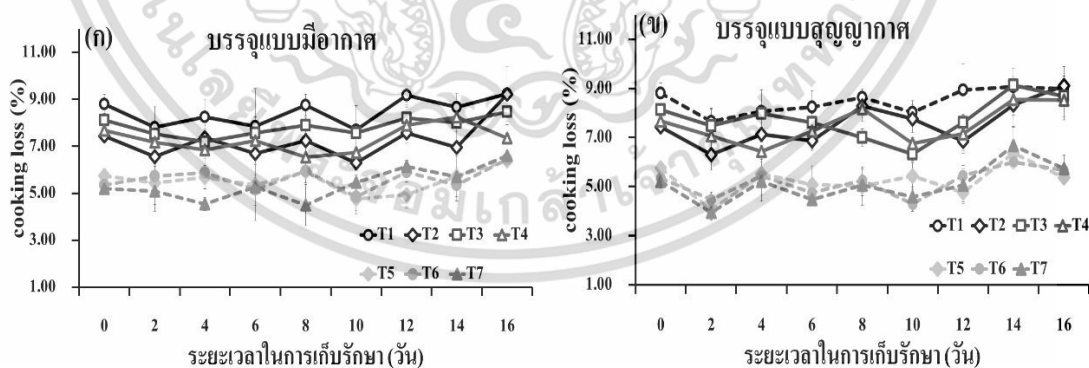 (ก) บรรจุแบบมีอากาศ
cooking loss (%)
11.00
9.00
7.00
5.00
3.00
1.00
T1 T2 T3 T4
T5 T6 T7
0 2 4 6 8 10 12 14 16
ระยะเวลาในการเก็บรักษา (วัน)
(ข) บรรจุแบบสุญญากาศ
cooking loss (%)
11.00
9.00
7.00
5.00
3.00
1.00
T1 T2 T3 T4
T5 T6 T7
0 2 4 6 8 10 12 14 16
ระยะเวลาในการเก็บรักษา (วัน)